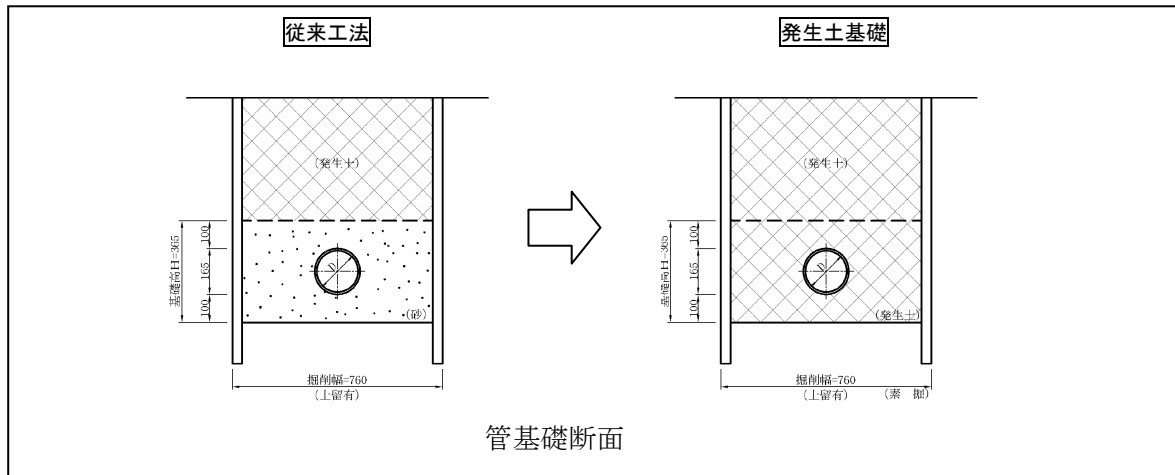 従来工法
発生土基礎
(発生土)
基礎高H=365
100
165
100
D
(砂)
掘削幅=760
(土留有)
(発生土)
基礎高H=365
100
165
100
D
(発生土)
掘削幅=760
(土留有)
(素 掘)
管基礎断面